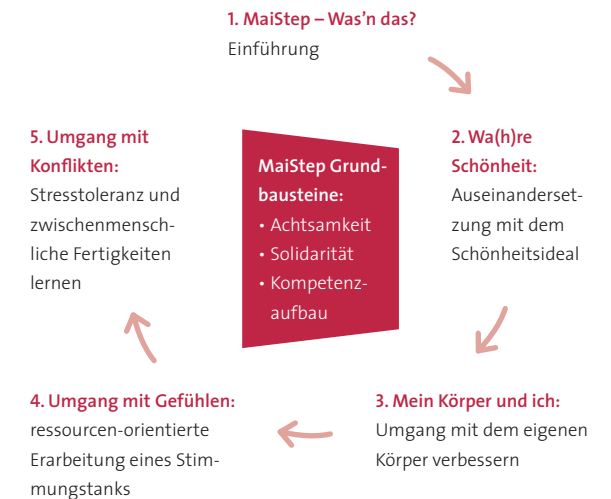 1. MaiStep – Was’n das?
Einführung
2. Wa(h)re
Schönheit:
Auseinanderset-
zung mit dem
Schönheitsideal
3. Mein Körper und ich:
Umgang mit dem eigenen
Körper verbessern
4. Umgang mit Gefühlen:
ressourcen-orientierte
Erarbeitung eines Stim-
mungstanks
5. Umgang mit
Konflikten:
Stresstoleranz und
zwischenmensch-
liche Fertigkeiten
lernen
MaiStep Grund-
bausteine:
• Achtsamkeit
• Solidarität
• Kompetenz-
aufbau